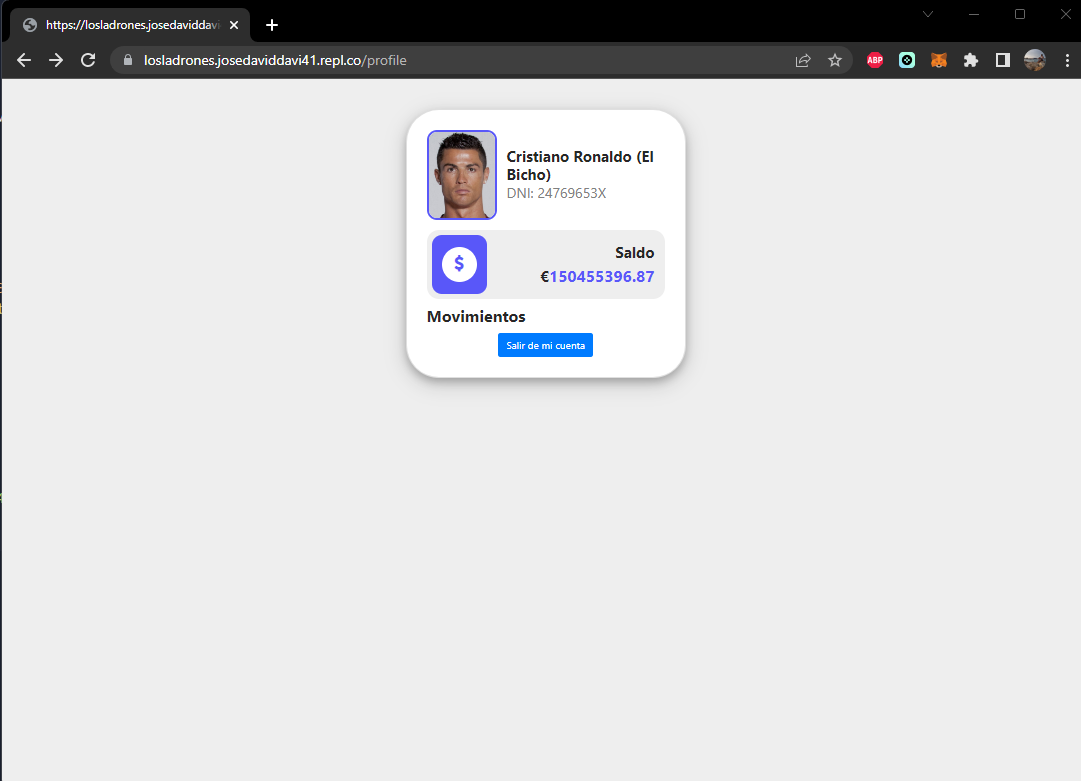 https://losladrones.josedaviddavi
losladrones.josedaviddavi41.repl.co/profile
ABP
Cristiano Ronaldo (El
Bicho)
DNI: 24769653X
$
Saldo
€150455396.87
Movimientos
Salir de mi cuenta